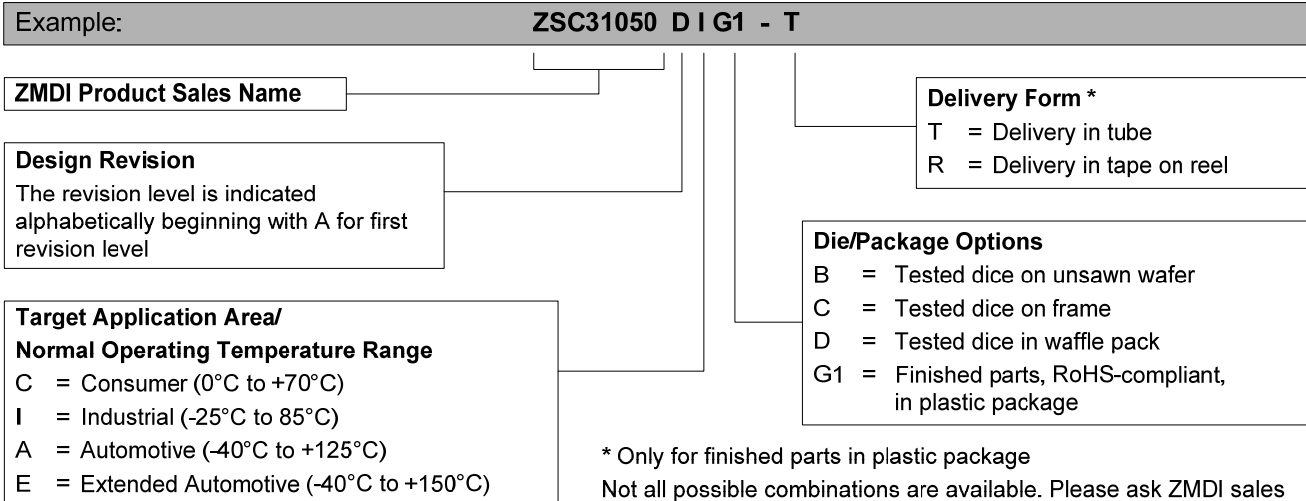 Example: ZSC31050 D I G1 - T
ZMDI Product Sales Name
Design Revision
The revision level is indicated
alphabetically beginning with A for first
revision level
Target Application Area/
Normal Operating Temperature Range
C = Consumer (0°C to +70°C)
I = Industrial (-25°C to 85°C)
A = Automotive (-40°C to +125°C)
E = Extended Automotive (-40°C to +150°C)
Delivery Form *
T = Delivery in tube
R = Delivery in tape on reel
Die/Package Options
B = Tested dice on unsawn wafer
C = Tested dice on frame
D = Tested dice in waffle pack
G1 = Finished parts, RoHS-compliant,
in plastic package
* Only for finished parts in plastic package
Not all possible combinations are available. Please ask ZMDI sales